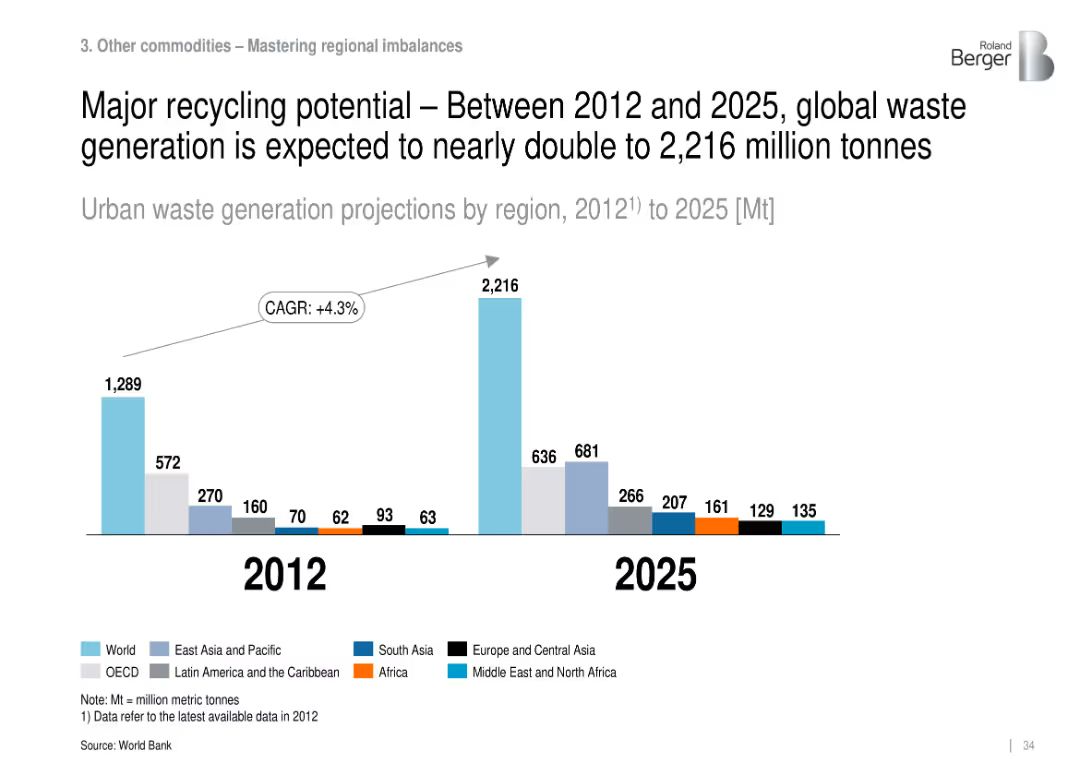 3. Other commodities – Mastering regional imbalances
Roland
Berger
Major recycling potential – Between 2012 and 2025, global waste
generation is expected to nearly double to 2,216 million tonnes
Urban waste generation projections by region, 2012¹⁾ to 2025 [Mt]
CAGR: +4.3%
1,289
572
270
160
70
62
93
63
2,216
636
681
266
207
161
129
135
2012
2025
World
East Asia and Pacific
South Asia
Europe and Central Asia
OECD
Latin America and the Caribbean
Africa
Middle East and North Africa
Note: Mt = million metric tonnes
1) Data refer to the latest available data in 2012
Source: World Bank
34